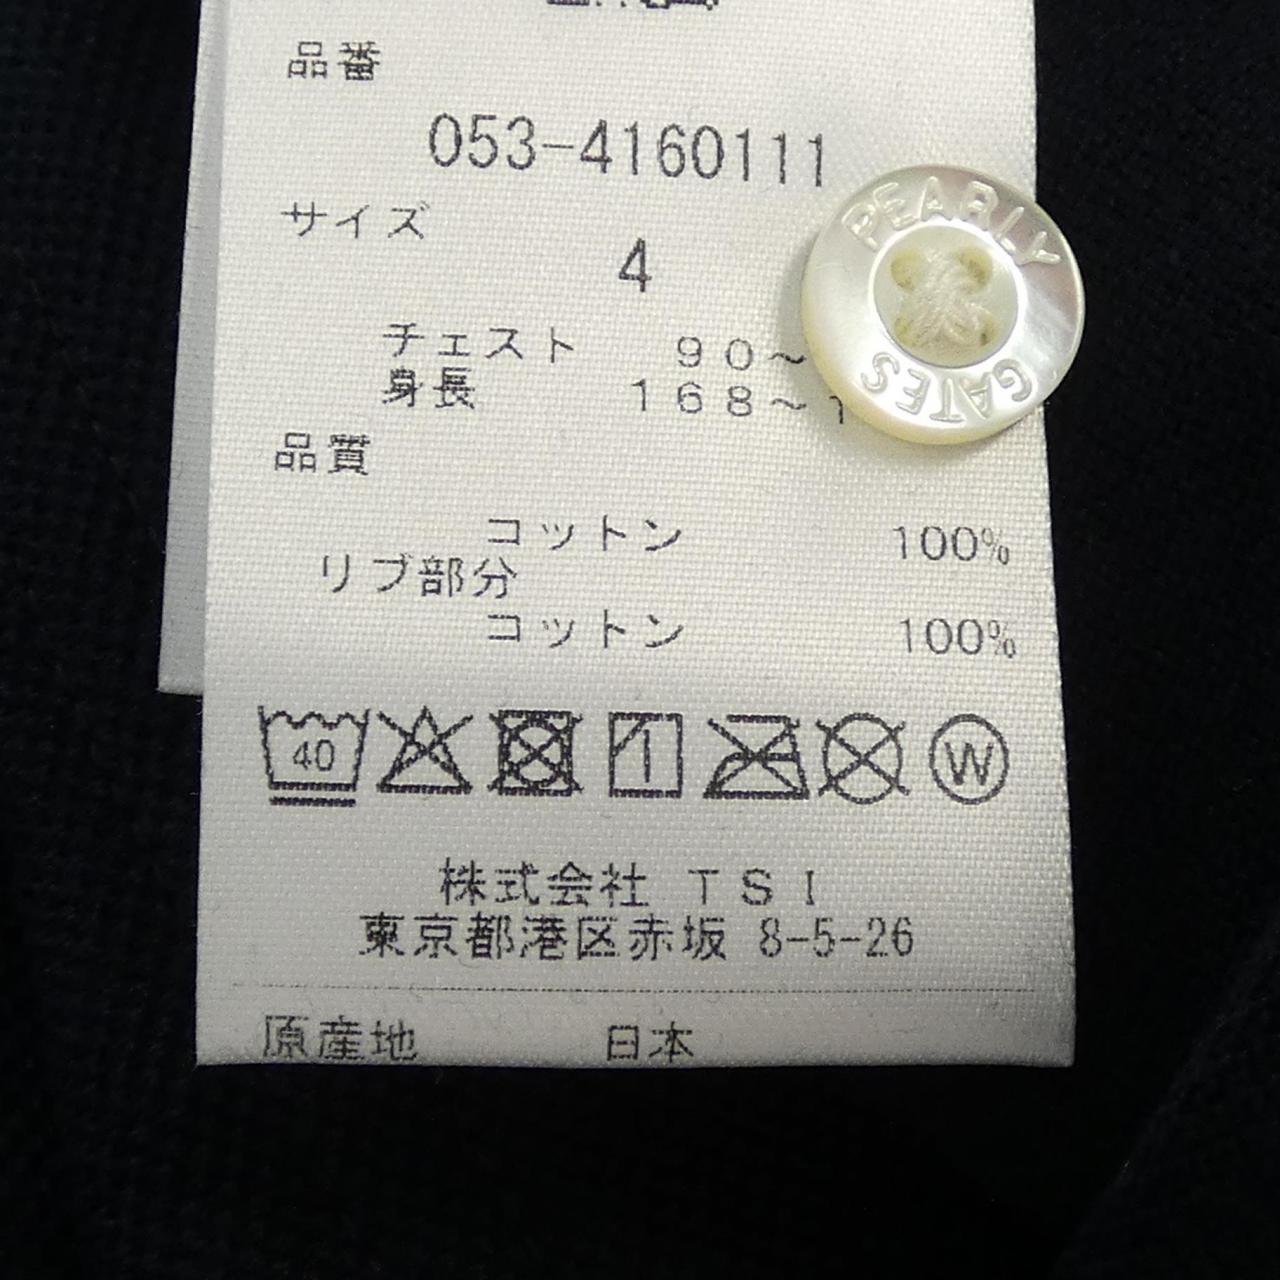 品番
053-4160111
サイズ
4
チェスト 90~
身長 168~1
品質
コットン 100%
リブ部分
コットン 100%
40
W
株式会社 TSI
東京都港区赤坂 8-5-26
原産地 日本
PEARLY
GATES